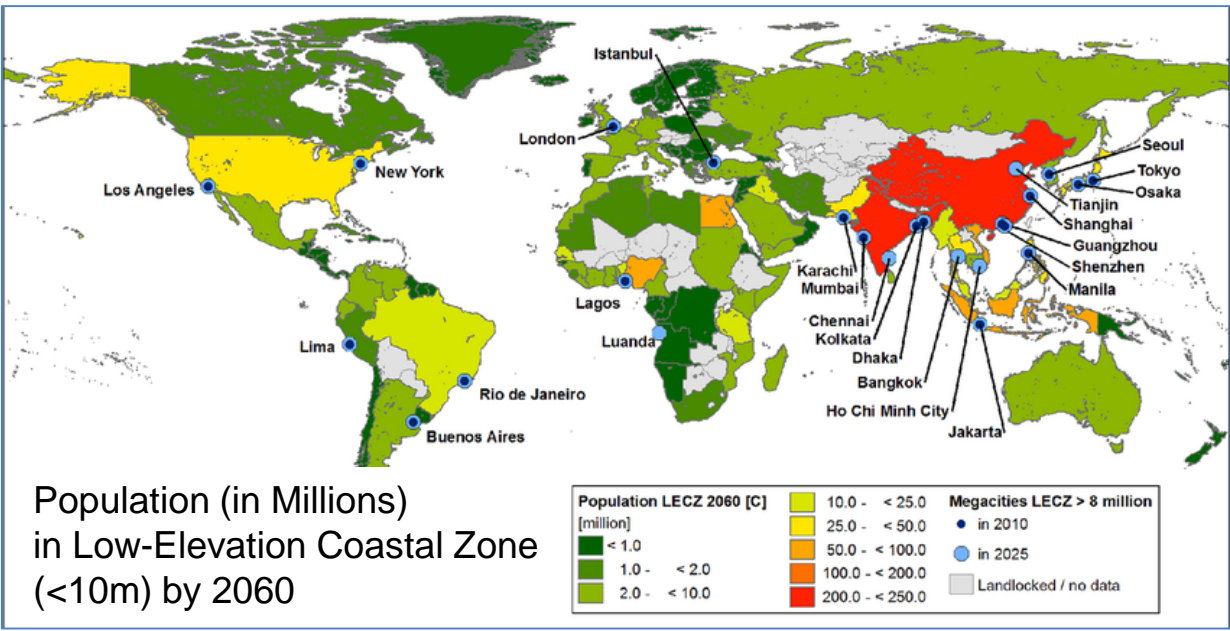 Istanbul
London
New York
Los Angeles
Seoul
Tokyo
Osaka
Tianjin
Shanghai
Guangzhou
Shenzhen
Manila
Karachi
Mumbai
Chennai
Kolkata
Dhaka
Bangkok
Ho Chi Minh City
Jakarta
Lagos
Luanda
Lima
Rio de Janeiro
Buenos Aires
Population (in Millions)
in Low-Elevation Coastal Zone
(<10m) by 2060
Population LECZ 2060 [C]
[million]
< 1.0
1.0 - < 2.0
2.0 - < 10.0
10.0 - < 25.0
25.0 - < 50.0
50.0 - < 100.0
100.0 - < 200.0
200.0 - < 250.0
Megacities LECZ > 8 million
in 2010
in 2025
Landlocked / no data